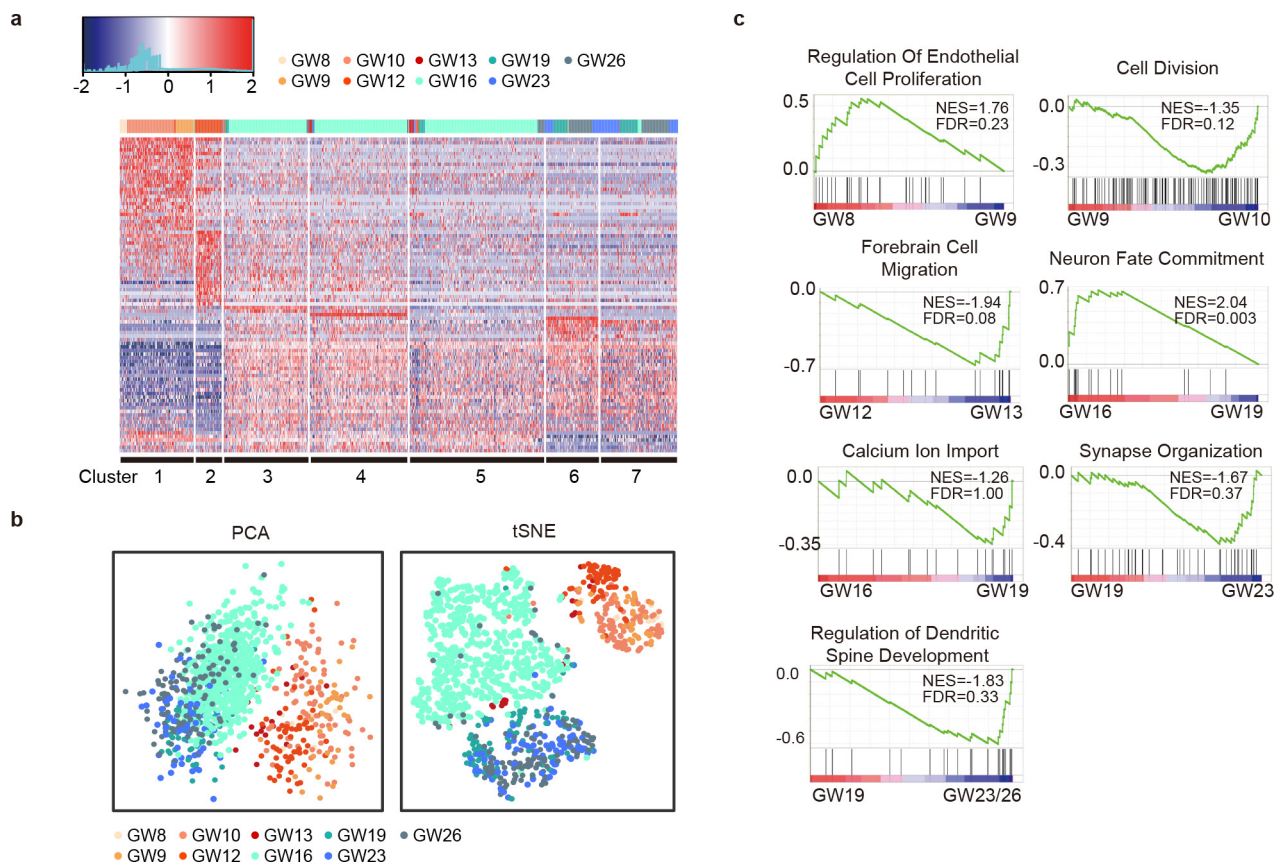 a
-2 -1 0 1 2
GW8 GW10 GW13 GW19 GW26
GW9 GW12 GW16 GW23
Cluster 1 2 3 4 5 6 7
b
PCA
tSNE
GW8 GW10 GW13 GW19 GW26
GW9 GW12 GW16 GW23
c
Regulation Of Endothelial
Cell Proliferation
0.5
0.0
NES=1.76
FDR=0.23
GW8 GW9
Cell Division
0.0
-0.3
NES=-1.35
FDR=0.12
GW9 GW10
Forebrain Cell
Migration
0.0
-0.7
NES=-1.94
FDR=0.08
GW12 GW13
Neuron Fate Commitment
0.7
0.0
NES=2.04
FDR=0.003
GW16 GW19
Calcium Ion Import
0.0
-0.35
NES=-1.26
FDR=1.00
GW16 GW19
Synapse Organization
0.0
-0.4
NES=-1.67
FDR=0.37
GW19 GW23
Regulation of Dendritic
Spine Development
0.0
-0.6
NES=-1.83
FDR=0.33
GW19 GW23/26